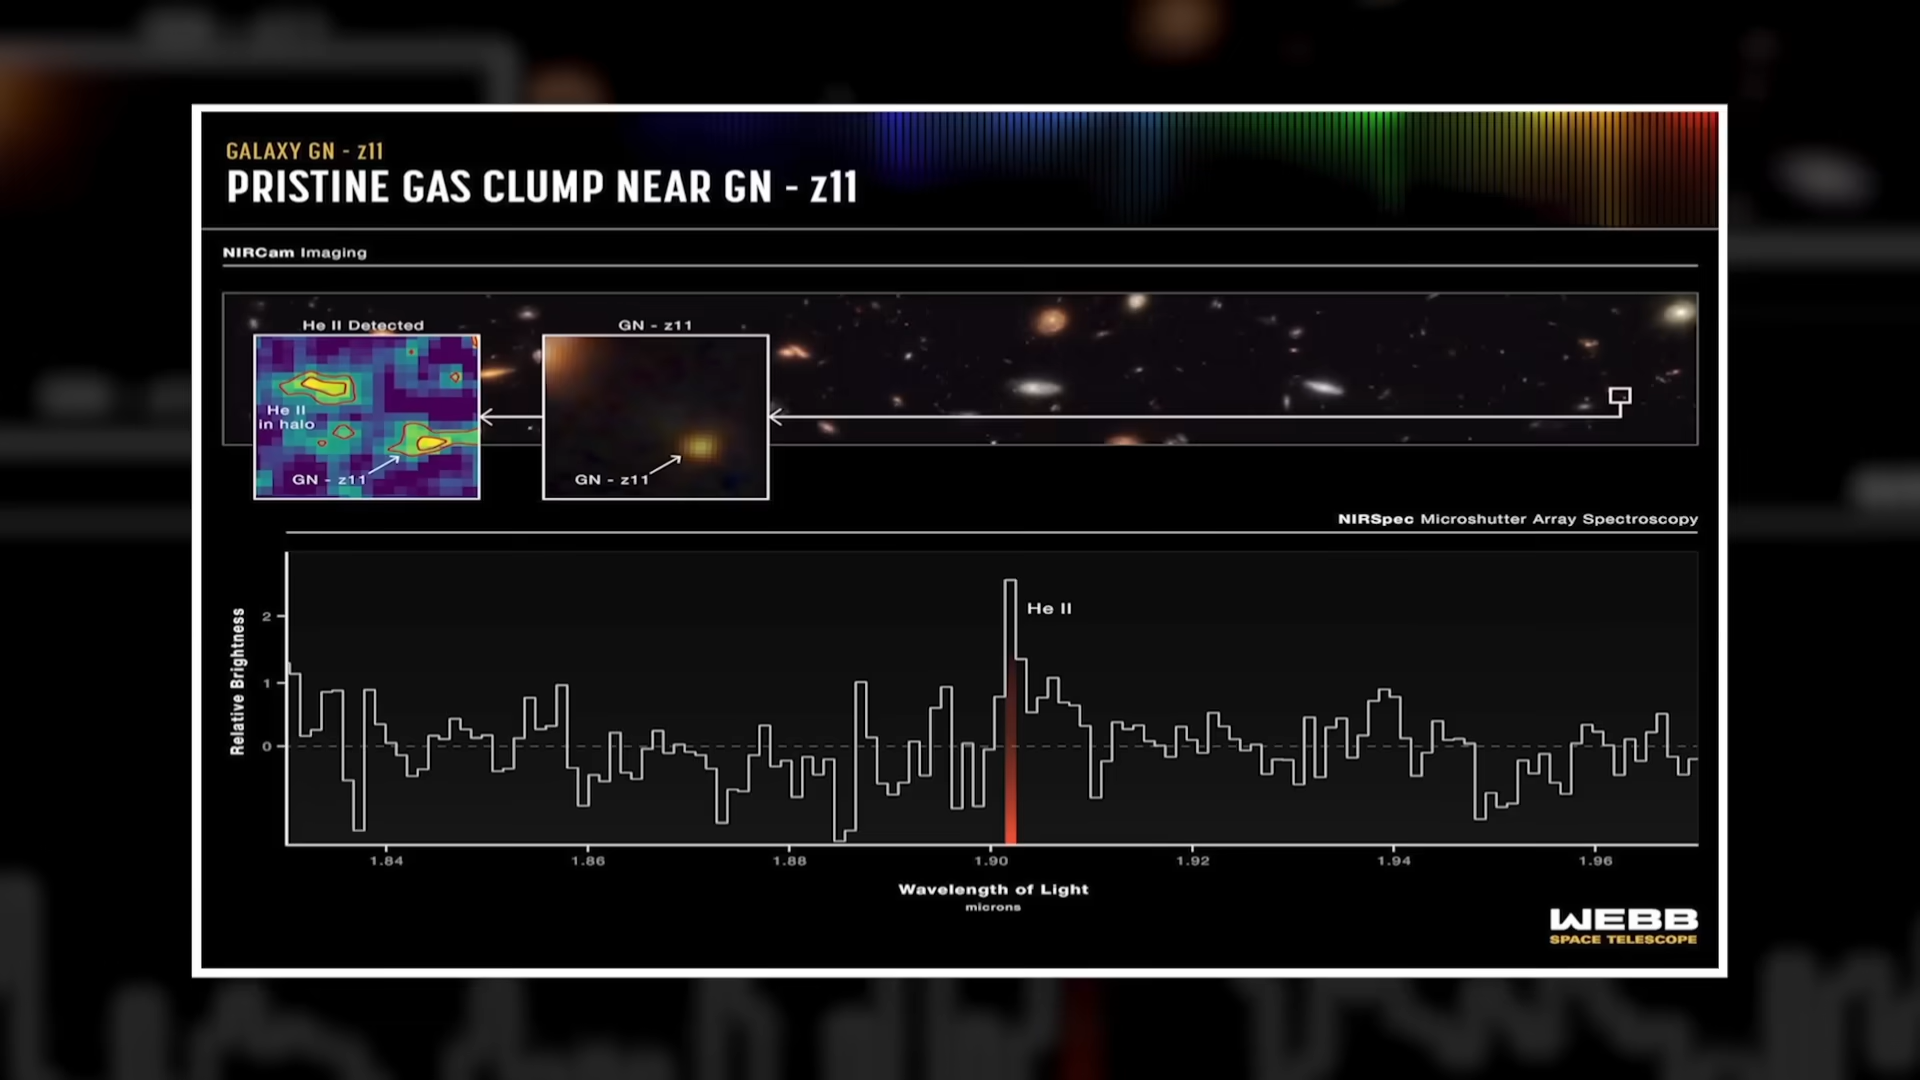 GALAXY GN - z11
PRISTINE GAS CLUMP NEAR GN - z11
NIRCam Imaging
He II Detected
GN - z11
He II
in halo
GN - z11
GN - z11
NIRSpec Microshutter Array Spectroscopy
Relative Brightness
2
1
0
He II
1.84
1.86
1.88
1.90
1.92
1.94
1.96
Wavelength of Light
microns
WEBB
SPACE TELESCOPE